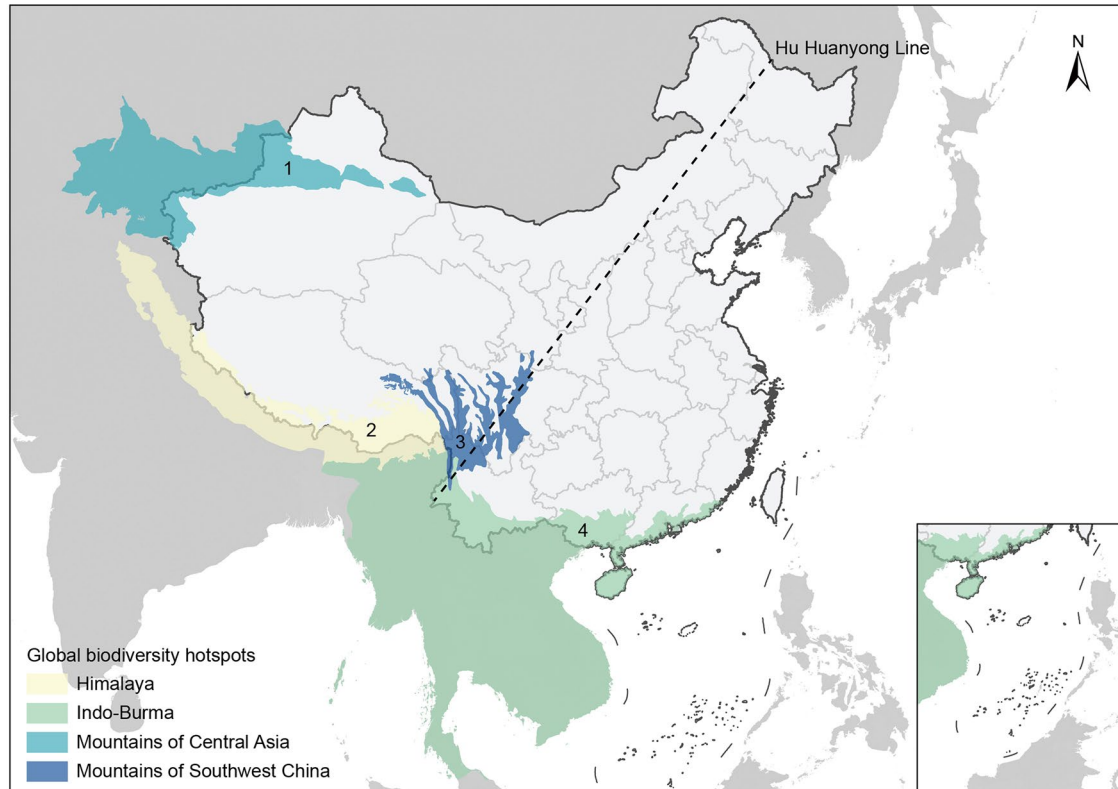 Hu Huanyong Line
N
1
2
3
4
Global biodiversity hotspots
Himalaya
Indo-Burma
Mountains of Central Asia
Mountains of Southwest China